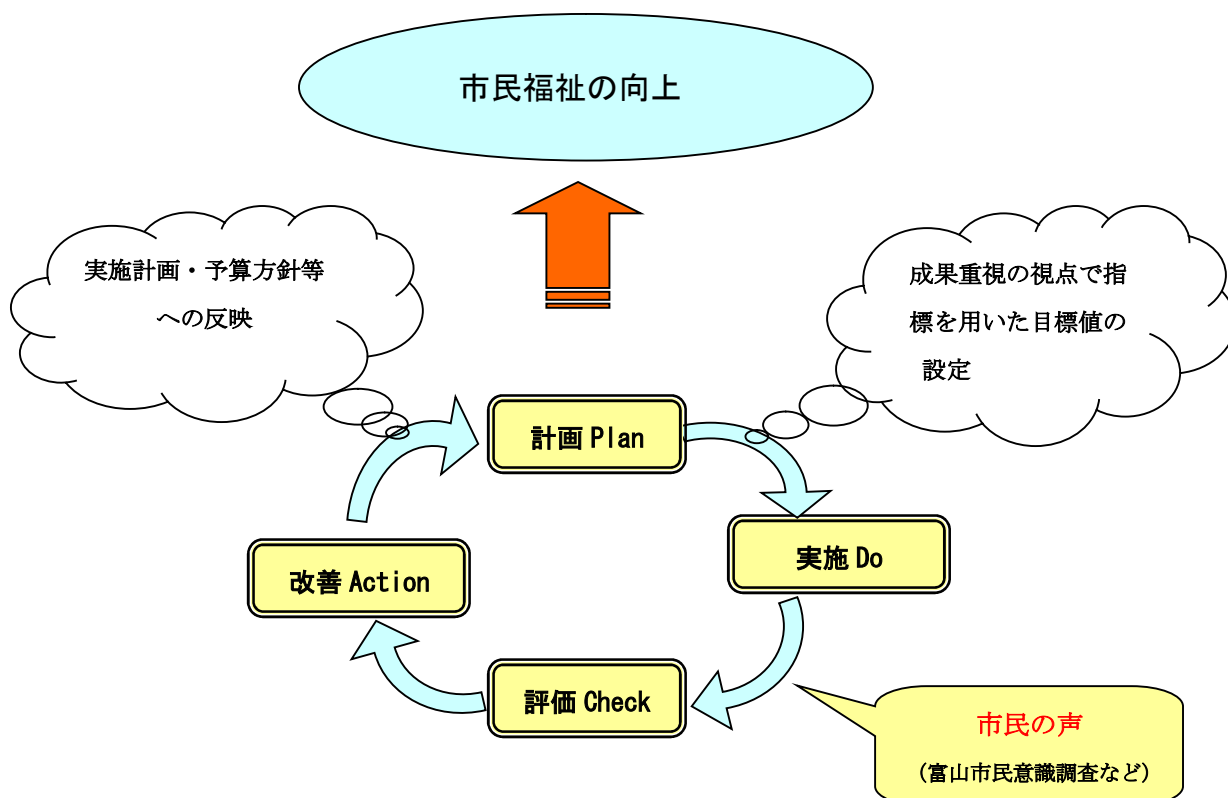 市民福祉の向上
実施計画・予算方針等
への反映
成果重視の視点で指
標を用いた目標値の
設定
計画 Plan
実施 Do
改善 Action
評価 Check
市民の声
（富山市民意識調査など）